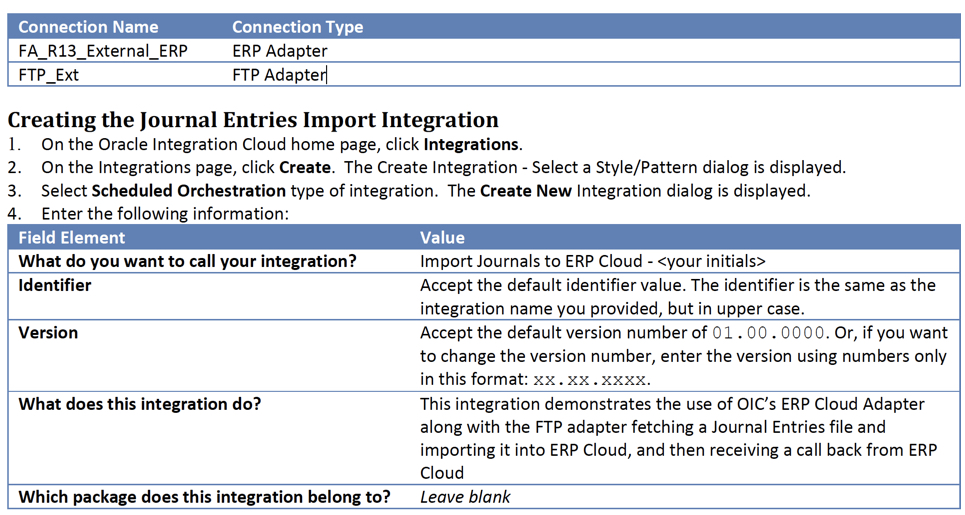 Connection Name Connection Type
FA_R13_External_ERP ERP Adapter
FTP_Ext FTP Adapter
Creating the Journal Entries Import Integration
1. On the Oracle Integration Cloud home page, click Integrations.
2. On the Integrations page, click Create. The Create Integration - Select a Style/Pattern dialog is displayed.
3. Select Scheduled Orchestration type of integration. The Create New Integration dialog is displayed.
4. Enter the following information:
Field Element Value
What do you want to call your integration? Import Journals to ERP Cloud - <your initials>
Identifier Accept the default identifier value. The identifier is the same as the
integration name you provided, but in upper case.
Version Accept the default version number of 01.00.0000. Or, if you want
to change the version number, enter the version using numbers only
in this format: xx.xx.xxxx.
What does this integration do? This integration demonstrates the use of OIC’s ERP Cloud Adapter
along with the FTP adapter fetching a Journal Entries file and
importing it into ERP Cloud, and then receiving a call back from ERP
Cloud
Which package does this integration belong to? Leave blank